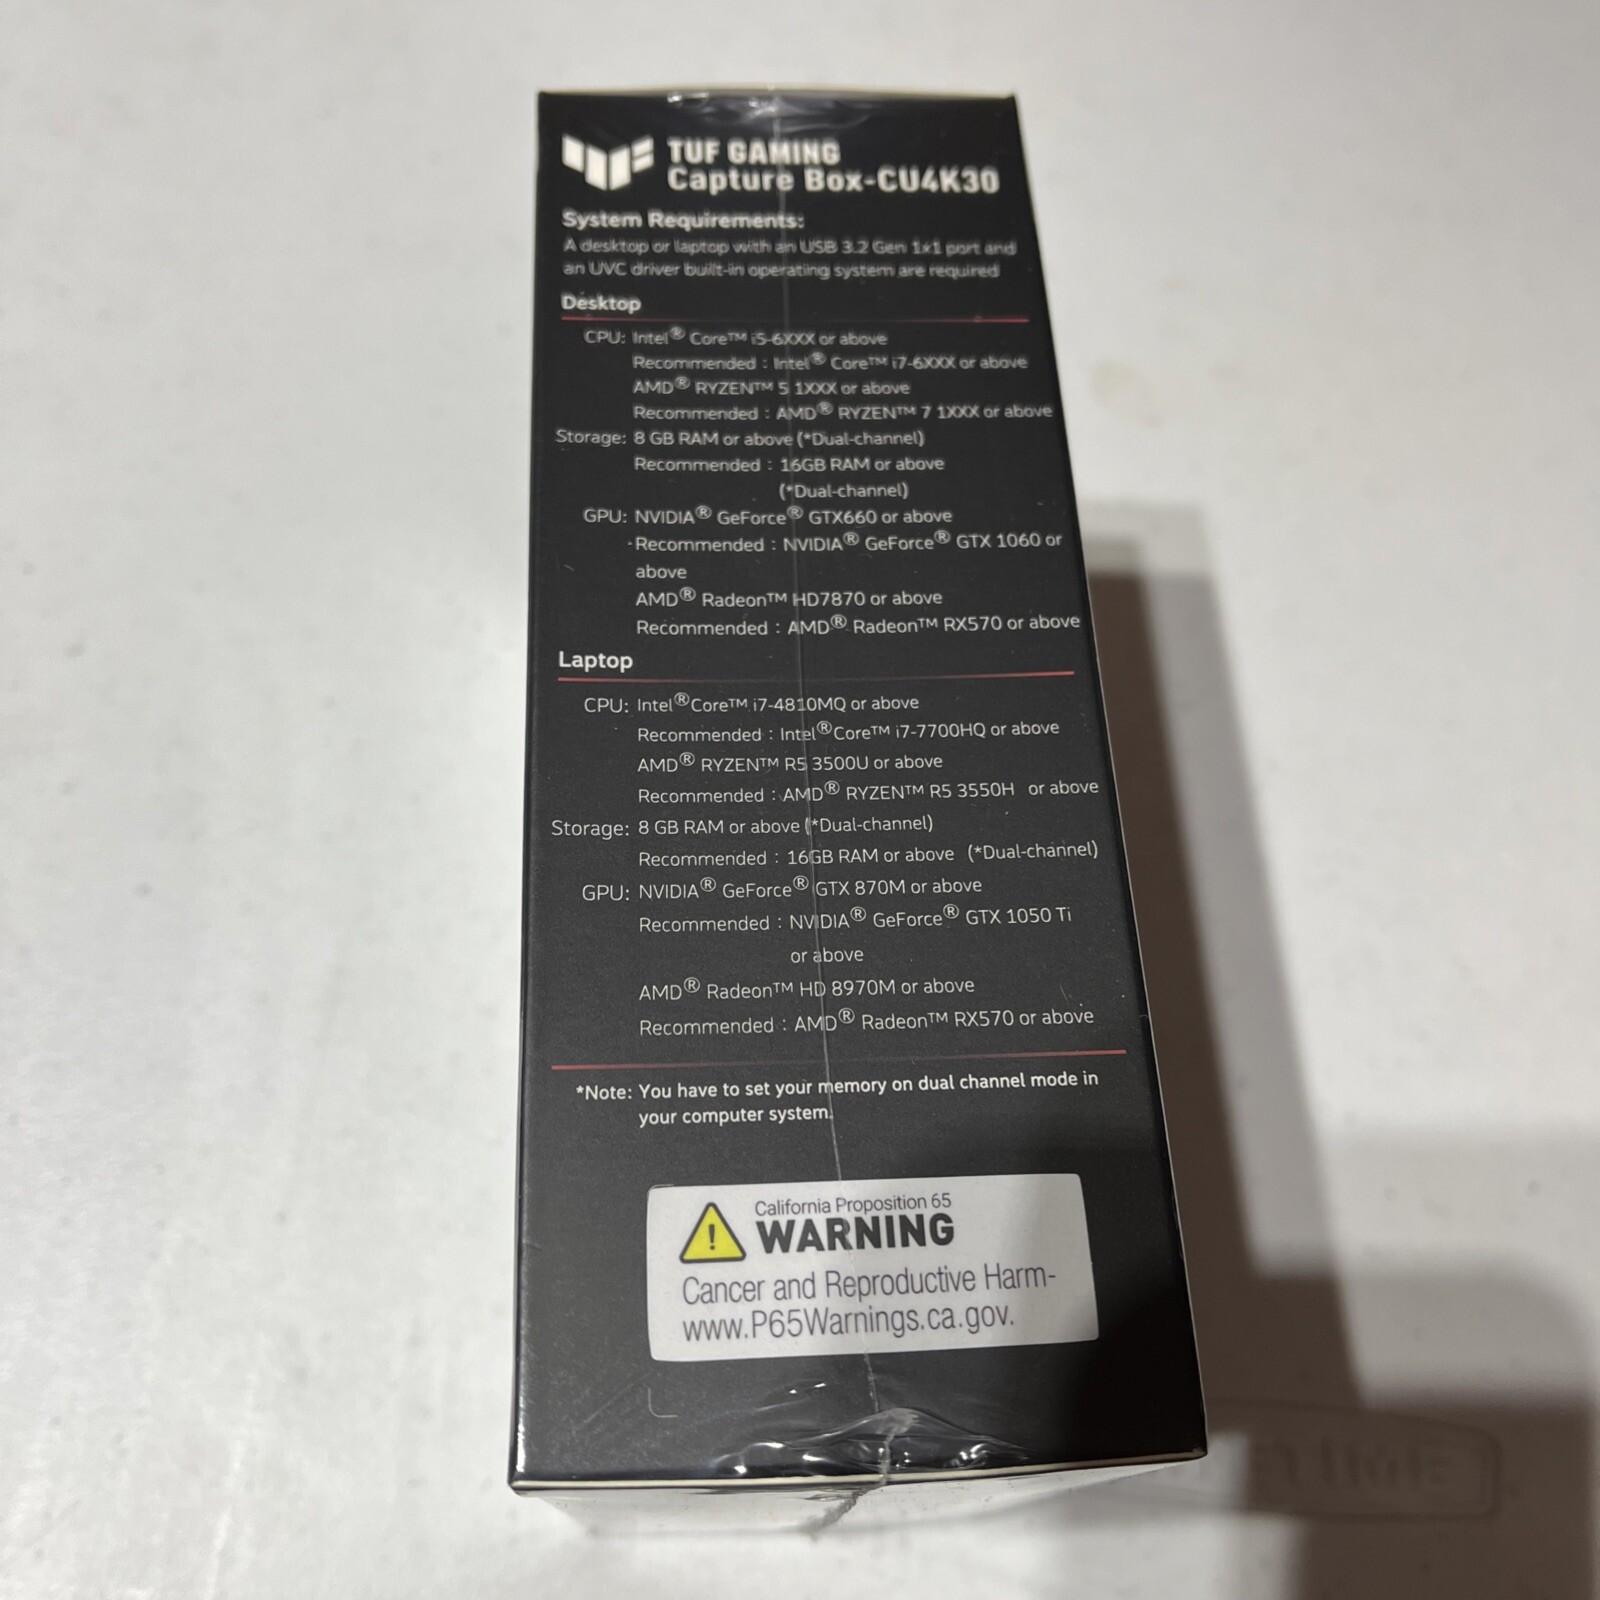 TUF GAMING
Capture Box-CU4K30
System Requirements:
A desktop or laptop with an USB 3.2 Gen 1x1 port and
an UVC driver built-in operating system are required
Desktop
CPU: Intel® Core™ i5-6XXX or above
Recommended : Intel® Core™ i7-6XXX or above
AMD® RYZEN™ 5 1XXX or above
Recommended : AMD® RYZEN™ 7 1XXX or above
Storage: 8 GB RAM or above (*Dual-channel)
Recommended : 16GB RAM or above
(*Dual-channel)
GPU: NVIDIA® GeForce® GTX660 or above
·Recommended : NVIDIA® GeForce® GTX 1060 or
above
AMD® Radeon™ HD7870 or above
Recommended : AMD® Radeon™ RX570 or above
Laptop
CPU: Intel®Core™ i7-4810MQ or above
Recommended : Intel®Core™ i7-7700HQ or above
AMD® RYZEN™ R5 3500U or above
Recommended : AMD® RYZEN™ R5 3550H or above
Storage: 8 GB RAM or above (*Dual-channel)
Recommended : 16GB RAM or above (*Dual-channel)
GPU: NVIDIA® GeForce® GTX 870M or above
Recommended : NVIDIA® GeForce® GTX 1050 Ti
or above
AMD® Radeon™ HD 8970M or above
Recommended : AMD® Radeon™ RX570 or above
*Note: You have to set your memory on dual channel mode in
your computer system.
California Proposition 65
WARNING
Cancer and Reproductive Harm-
www.P65Warnings.ca.gov.